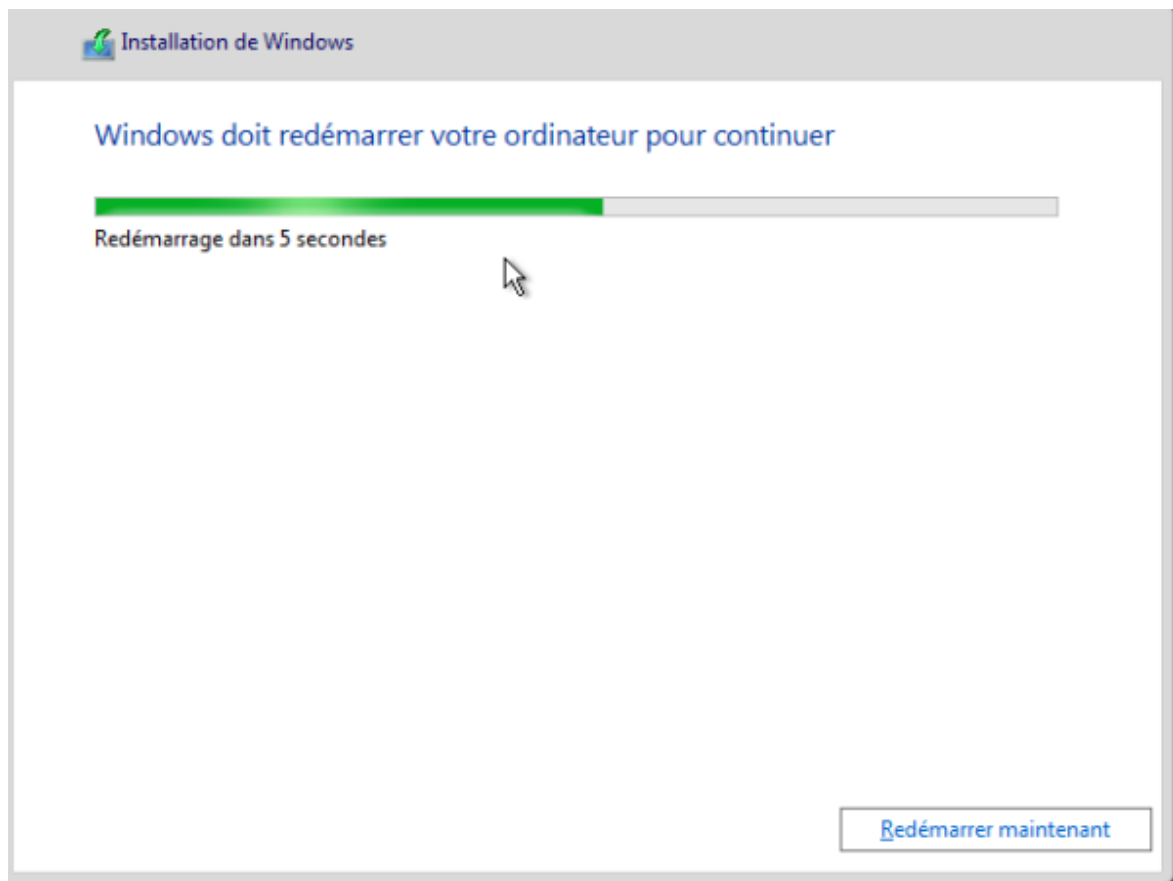 Installation de Windows
Windows doit redémarrer votre ordinateur pour continuer
Redémarrage dans 5 secondes
Redémarrer maintenant